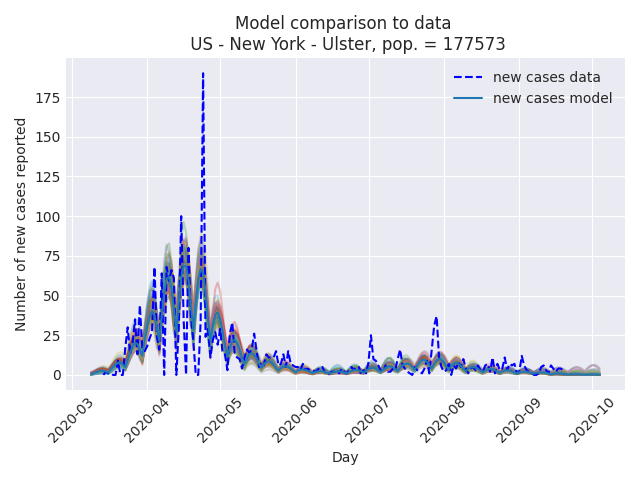 Model comparison to data
US - New York - Ulster, pop. = 177573
new cases data
new cases model
Number of new cases reported
175
150
125
100
75
50
25
0
2020-03
2020-04
2020-05
2020-06
2020-07
2020-08
2020-09
2020-10
Day